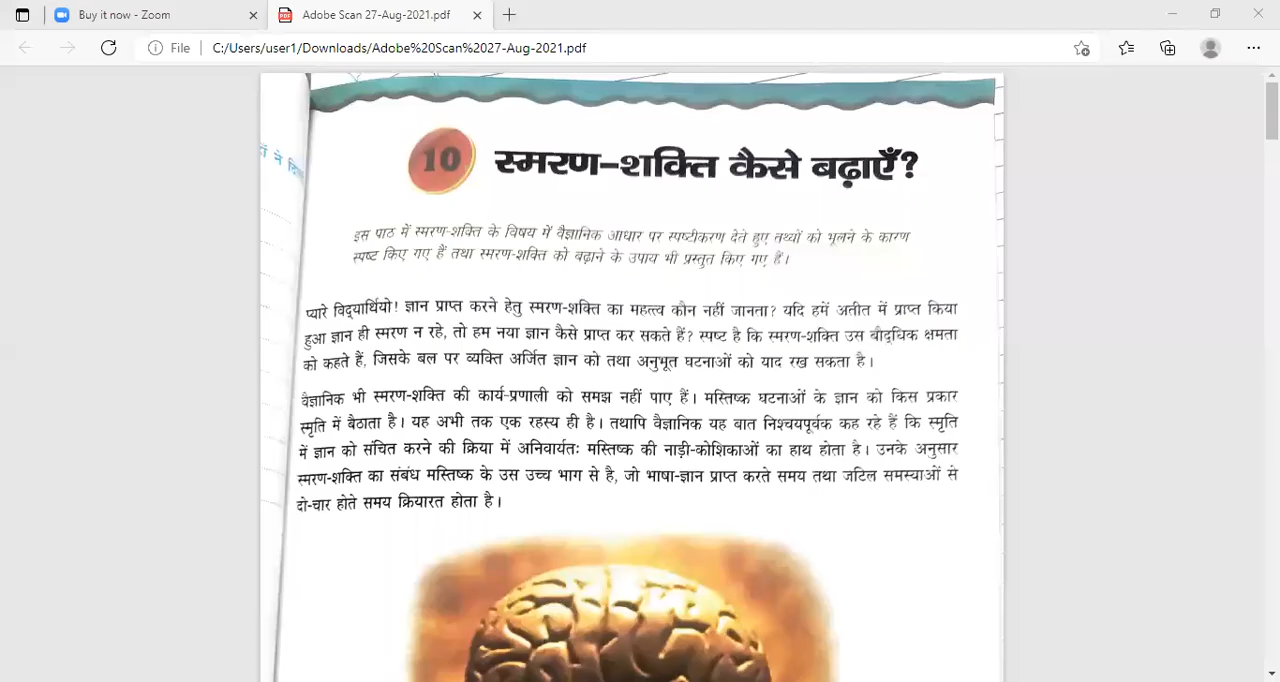 Buy it now - Zoom
Adobe Scan 27-Aug-2021.pdf
File
C:/Users/user1/Downloads/Adobe%20Scan%2027-Aug-2021.pdf
10
स्मरण-शक्ति कैसे बढ़ाएँ?
इस पाठ में स्मरण-शक्ति के विषय में वैज्ञानिक आधार पर स्पष्टीकरण देते हुए तथ्यों को भूलने के कारण
स्पष्ट किए गए हैं तथा स्मरण-शक्ति को बढ़ाने के उपाय भी प्रस्तुत किए गए हैं।
प्यारे विद्यार्थियो! ज्ञान प्राप्त करने हेतु स्मरण-शक्ति का महत्त्व कौन नहीं जानता? यदि हमें अतीत में प्राप्त किया
हुआ ज्ञान ही स्मरण न रहे, तो हम नया ज्ञान कैसे प्राप्त कर सकते हैं? स्पष्ट है कि स्मरण-शक्ति उस बौद्धिक क्षमता
को कहते हैं, जिसके बल पर व्यक्ति अर्जित ज्ञान को तथा अनुभूत घटनाओं को याद रख सकता है।
वैज्ञानिक भी स्मरण-शक्ति की कार्य-प्रणाली को समझ नहीं पाए हैं। मस्तिष्क घटनाओं के ज्ञान को किस प्रकार
स्मृति में बैठाता है। यह अभी तक एक रहस्य ही है। तथापि वैज्ञानिक यह बात निश्चयपूर्वक कह रहे हैं कि स्मृति
में ज्ञान को संचित करने की क्रिया में अनिवार्यतः मस्तिष्क की नाड़ी-कोशिकाओं का हाथ होता है। उनके अनुसार
स्मरण-शक्ति का संबंध मस्तिष्क के उस उच्च भाग से है, जो भाषा-ज्ञान प्राप्त करते समय तथा जटिल समस्याओं से
दो-चार होते समय क्रियारत होता है।